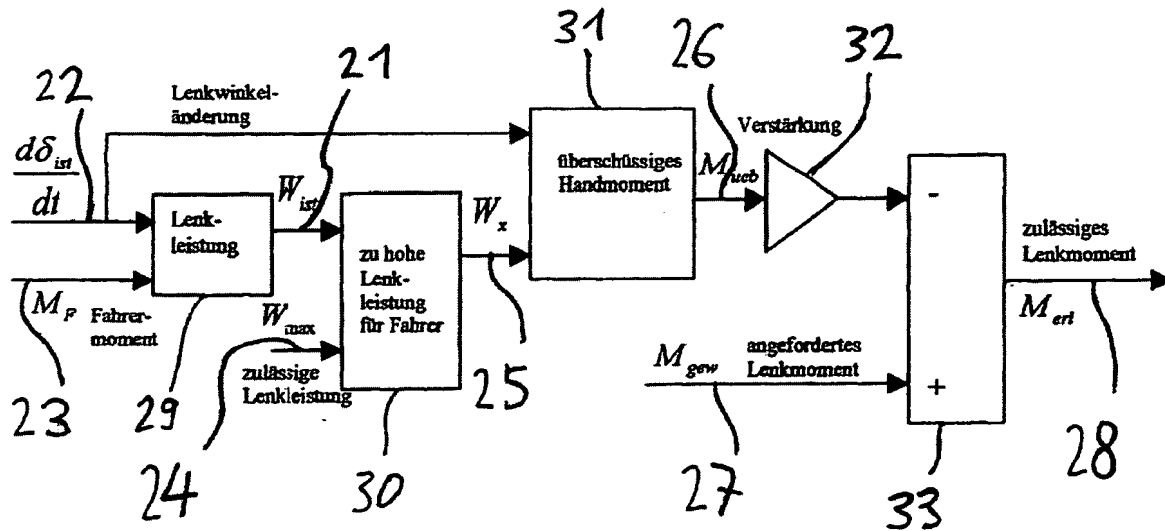 31
26
32
22
21
Lenkwinkel-
änderung
Verstärkung
dδist
dt
Wist
überschüssiges
Handmoment
Mueb
-
Lenk-
leistung
Wx
zu hohe
Lenk-
leistung
für Fahrer
zulässiges
Lenkmoment
MF
Fahrer-
moment
Wmax
Merl
zulässige
Lenkleistung
Mgew
angefordertes
Lenkmoment
+
23
29
24
30
25
27
33
28